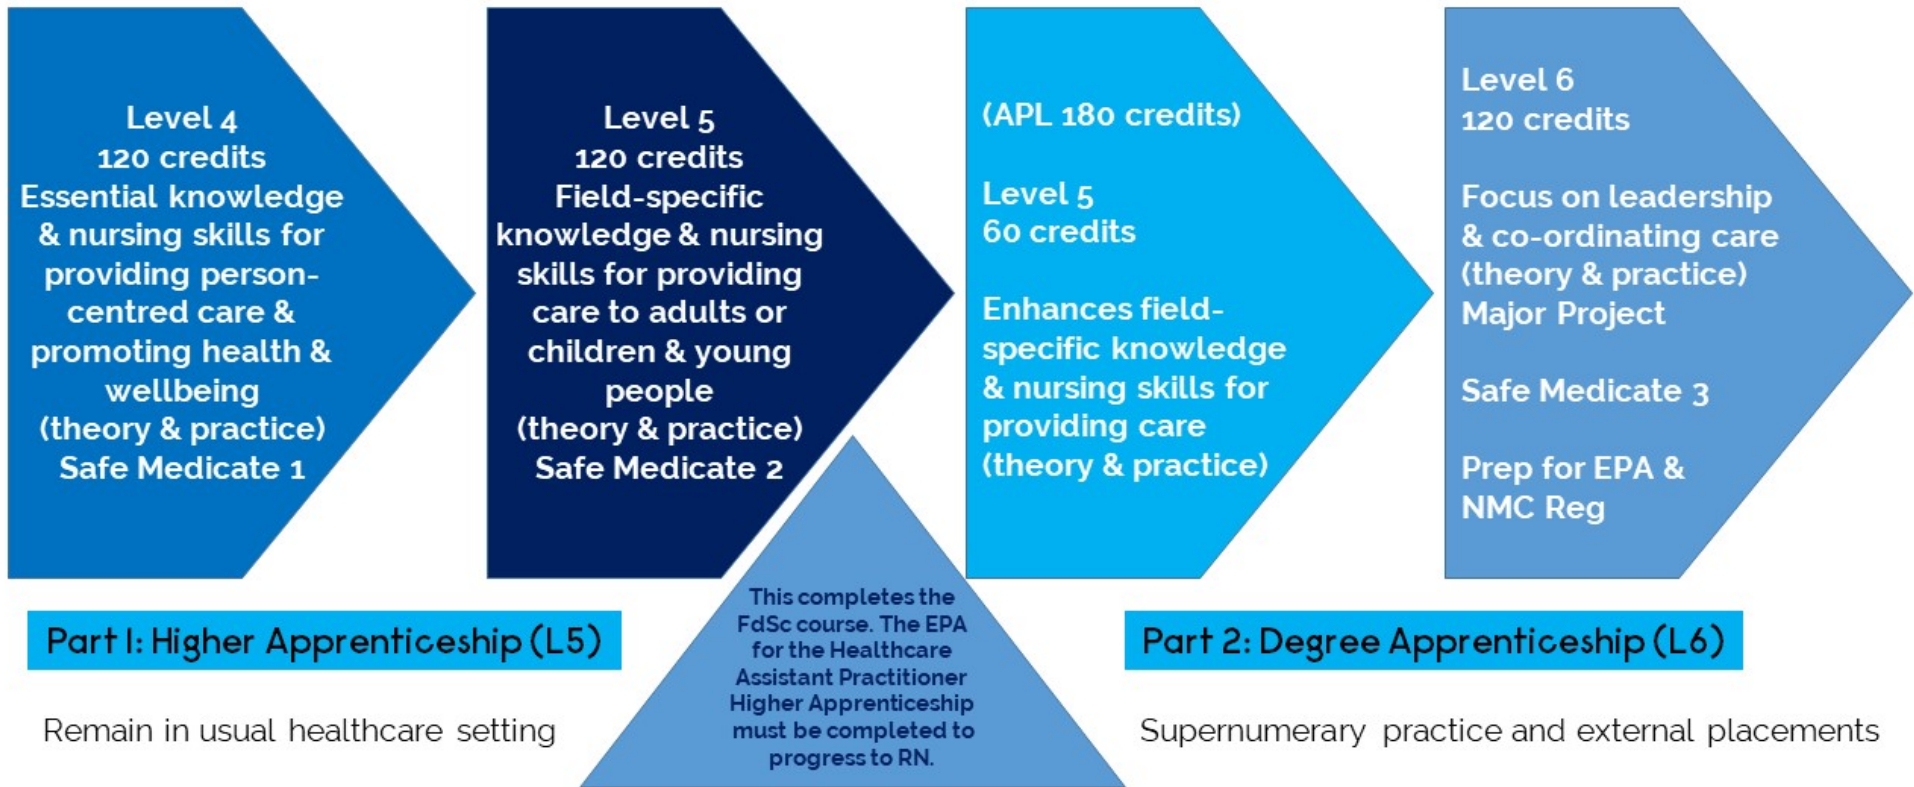 Level 4
120 credits
Essential knowledge
& nursing skills for
providing person-
centred care &
promoting health &
wellbeing
(theory & practice)
Safe Medicate 1
Level 5
120 credits
Field-specific
knowledge & nursing
skills for providing
care to adults or
children & young
people
(theory & practice)
Safe Medicate 2
(APL 180 credits)
Level 5
60 credits
Enhances field-
specific knowledge
& nursing skills for
providing care
(theory & practice)
Level 6
120 credits
Focus on leadership
& co-ordinating care
(theory & practice)
Major Project
Safe Medicate 3
Prep for EPA &
NMC Reg
This completes the
FdSc course. The EPA
for the Healthcare
Assistant Practitioner
Higher Apprenticeship
must be completed to
progress to RN.
Part 1: Higher Apprenticeship (L5)
Remain in usual healthcare setting
Part 2: Degree Apprenticeship (L6)
Supernumerary practice and external placements